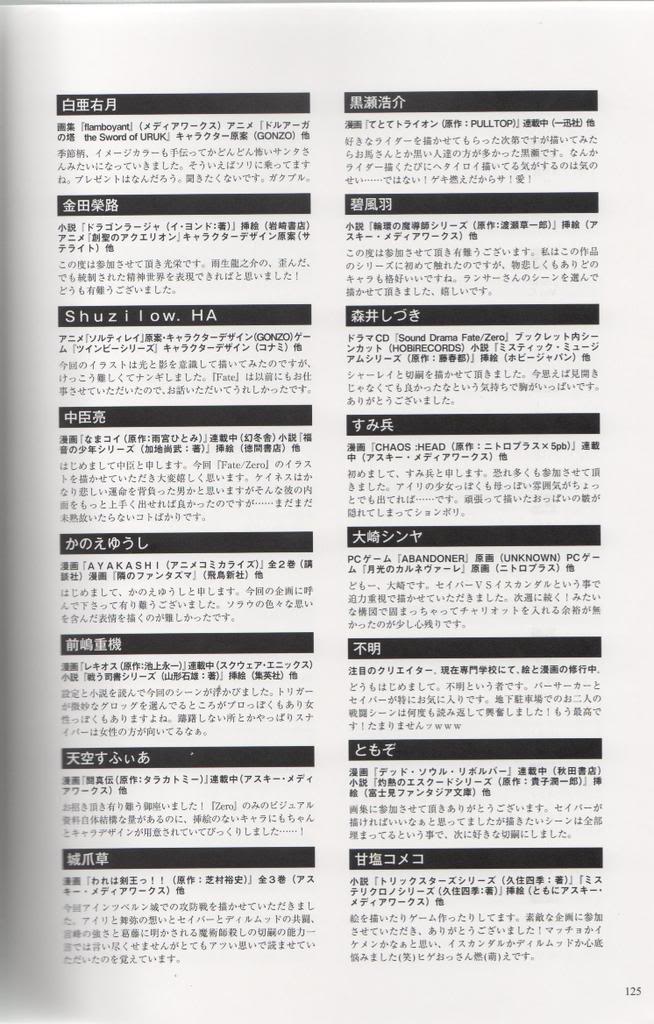 白亜右月
画集『flamboyant』(メディアワークス) アニメ『ドルアーガ
の塔 the Sword of URUK』キャラクター原案 (GONZO) 他
季節柄、イメージカラーも手伝ってかどんどん怖いサンタさ
んみたいになっていきました。そういえばソリに乗ってます
ね。プレゼントはなんだろう。聞きたくないです。ガクブル。
金田榮路
小説『ドラゴンラージャ (イ・ヨンド:著)』挿絵 (岩崎書店)
アニメ『創聖のアクエリオン』キャラクターデザイン原案 (サ
テライト) 他
この度は参加させて頂き光栄です。雨生龍之介の、歪んだ、
でも統制された精神世界を表現できればと思いました!
どうも有難うございました。
Shuzilow. HA
アニメ『ソルティレイ』原案・キャラクターデザイン(GONZO)ゲー
ム『ツインビーシリーズ』キャラクターデザイン (コナミ) 他
今回のイラストは光と影を意識して描いてみたのですが、
けっこう難しくてナンギしました。『Fate』は以前にもお仕
事させていただいたので、お話いただいてうれしかったです。
中臣亮
漫画『なまコイ (原作:雨宮ひとみ)』連載中 (幻冬舎) 小説『福
音の少年シリーズ (加地尚武:著)』挿絵 (徳間書店) 他
はじめまして中臣と申します。今回『Fate/Zero』のイラス
トを描かせていただき大変嬉しく思います。ケイネスはか
なり悲しい運命を背負った男かと思いますがそんな彼の内
面をもっと上手く出せれば良かったのですが……まだまだ
未熟故いたらないコトばかりです。
かのえゆうし
漫画『AYAKASHI (アニメコミカライズ)』全2巻 (講
談社) 漫画『隣のファンタズマ』(飛鳥新社) 他
はじめまして、かのえゆうしと申します。今回の企画に呼
んで下さって有り難うございました。ソラウの色々な思い
を含んだ表情を描くのが難しかったです。
前嶋重機
漫画『レキオス (原作:池上永一)』連載中 (スクウェア・エニックス)
小説『戦う司書シリーズ (山形石雄:著)』挿絵 (集英社) 他
設定と小説を読んで今回のシーンが浮かびました。トリガー
が微妙なグロッグを選んでるところがプロっぽくもあり女
性っぽくもありますよね。躊躇しない所とかやっぱりスナ
イパーは女性の方が向いてるなぁ。
天空すふぃあ
漫画『闘真伝 (原作:タラカトミー)』連載中 (アスキー・メディ
アワークス) 他
お招き頂き有り難う御座いました!『Zero』のみのビジュアル
資料自体結構な量があるのに、挿絵のないキャラにもちゃん
とキャラデザインが用意されていてびっくりしました……!
城爪草
漫画『われは剣王っ!! (原作:芝村裕史)』全3巻 (アス
キー・メディアワークス) 他
今回アインツベルン城での攻防戦を描かせていただきまし
た。アイリと舞弥の想いとセイバーとディルムッドの共闘、
言峰の強さと葛藤に明かされる魔術師殺しの切嗣の能力一
言では言い尽くせませんがとてもアツい思いで読ませてい
ただいたのを覚えています。
黒瀬浩介
漫画『てとてトライオン (原作:PULLTOP)』連載中 (一迅社) 他
好きなライダーを描かせてもらった次第ですが描いてみた
らお馬さんとか黒い人達の方が多かった黒瀬です。なんか
ライダー描くたびにヘタイロイ描いてる気がするのは気の
せい……ではない!ゲキ燃えだからサ!愛!
碧風羽
小説『輪環の魔導師シリーズ (原作:渡瀬草一郎)』挿絵 (ア
スキー・メディアワークス) 他
この度は参加させて頂き有難うございます。私はこの作品
のシリーズに初めて触れたのですが、物悲しくもありどの
キャラも格好いいですね。ランサーさんのシーンを選んで
描かせて頂きました、嬉しいです。
森井しづき
ドラマCD『Sound Drama Fate/Zero』ブックレット内シー
ンカット (HOBiRECORDS) 小説『ミスティック・ミュージ
アムシリーズ (原作:藤春都)』挿絵 (ホビージャパン) 他
シャーレイと切嗣を描かせて頂きました。今思えば見開き
じゃなくても良かったなという気持ちで胸がいっぱいです。
ありがとうございました。
すみ兵
漫画『CHAOS ;HEAD (原作:ニトロプラス×5pb)』連載
中 (アスキー・メディアワークス) 他
初めまして、すみ兵と申します。恐れ多くも参加させて頂
きました。アイリの少女っぽくも母っぽい雰囲気がちょっ
とでも出てれば……です。頑張って描いたおっぱいの皺が
隠れてしまってションボリ。
大崎シンヤ
PCゲーム『ABANDONER』原画 (UNKNOWN) PCゲー
ム『月光のカルネヴァーレ』原画 (ニトロプラス) 他
どもー、大崎です。セイバーVSイスカンダルという事で
迫力重視で描かせていただきました。次週に続く!みたい
な構図で固まっちゃってチャリオットを入れる余裕が無
かったのが少し心残りです。
不明
注目のクリエイター。現在専門学校にて、絵と漫画の修行中。
どうもはじめまして。不明という者です。バーサーカーと
セイバーが特にお気に入りです。地下駐車場でのお二人の
戦闘シーンは何度も読み返して興奮しました!もう最高で
す!たまりませんッwww
ともぞ
漫画『デッド・ソウル・リボルバー』連載中 (秋田書店)
小説『灼熱のエスクードシリーズ (原作:貴子潤一郎)』挿
絵 (富士見ファンタジア文庫) 他
画集に参加させて頂きありがとうございます。セイバーが
描ければいいなぁと思ってましたが描きたいシーンは全部
埋まってるという事で、次に好きな切嗣にしました。
甘塩コメコ
小説『トリックスターズシリーズ (久住四季:著)』『ミス
テリクロノシリーズ (久住四季:著)』挿絵 (ともにアスキー・
メディアワークス) 他
絵を描いたりゲーム作ったりしてます。素敵な企画に参加
させていただき、ありがとうございました!マッチョかイ
ケメンかなぁと思い、イスカンダルかディルムッドか心底
悩みました(笑)ヒゲおっさん燃(萌)えです。
125